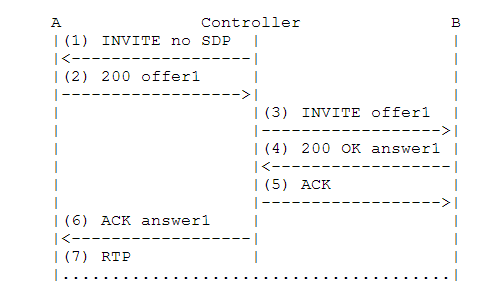 A Controller B
(1) INVITE no SDP
(2) 200 offer1
(3) INVITE offer1
(4) 200 OK answer1
(5) ACK
(6) ACK answer1
(7) RTP